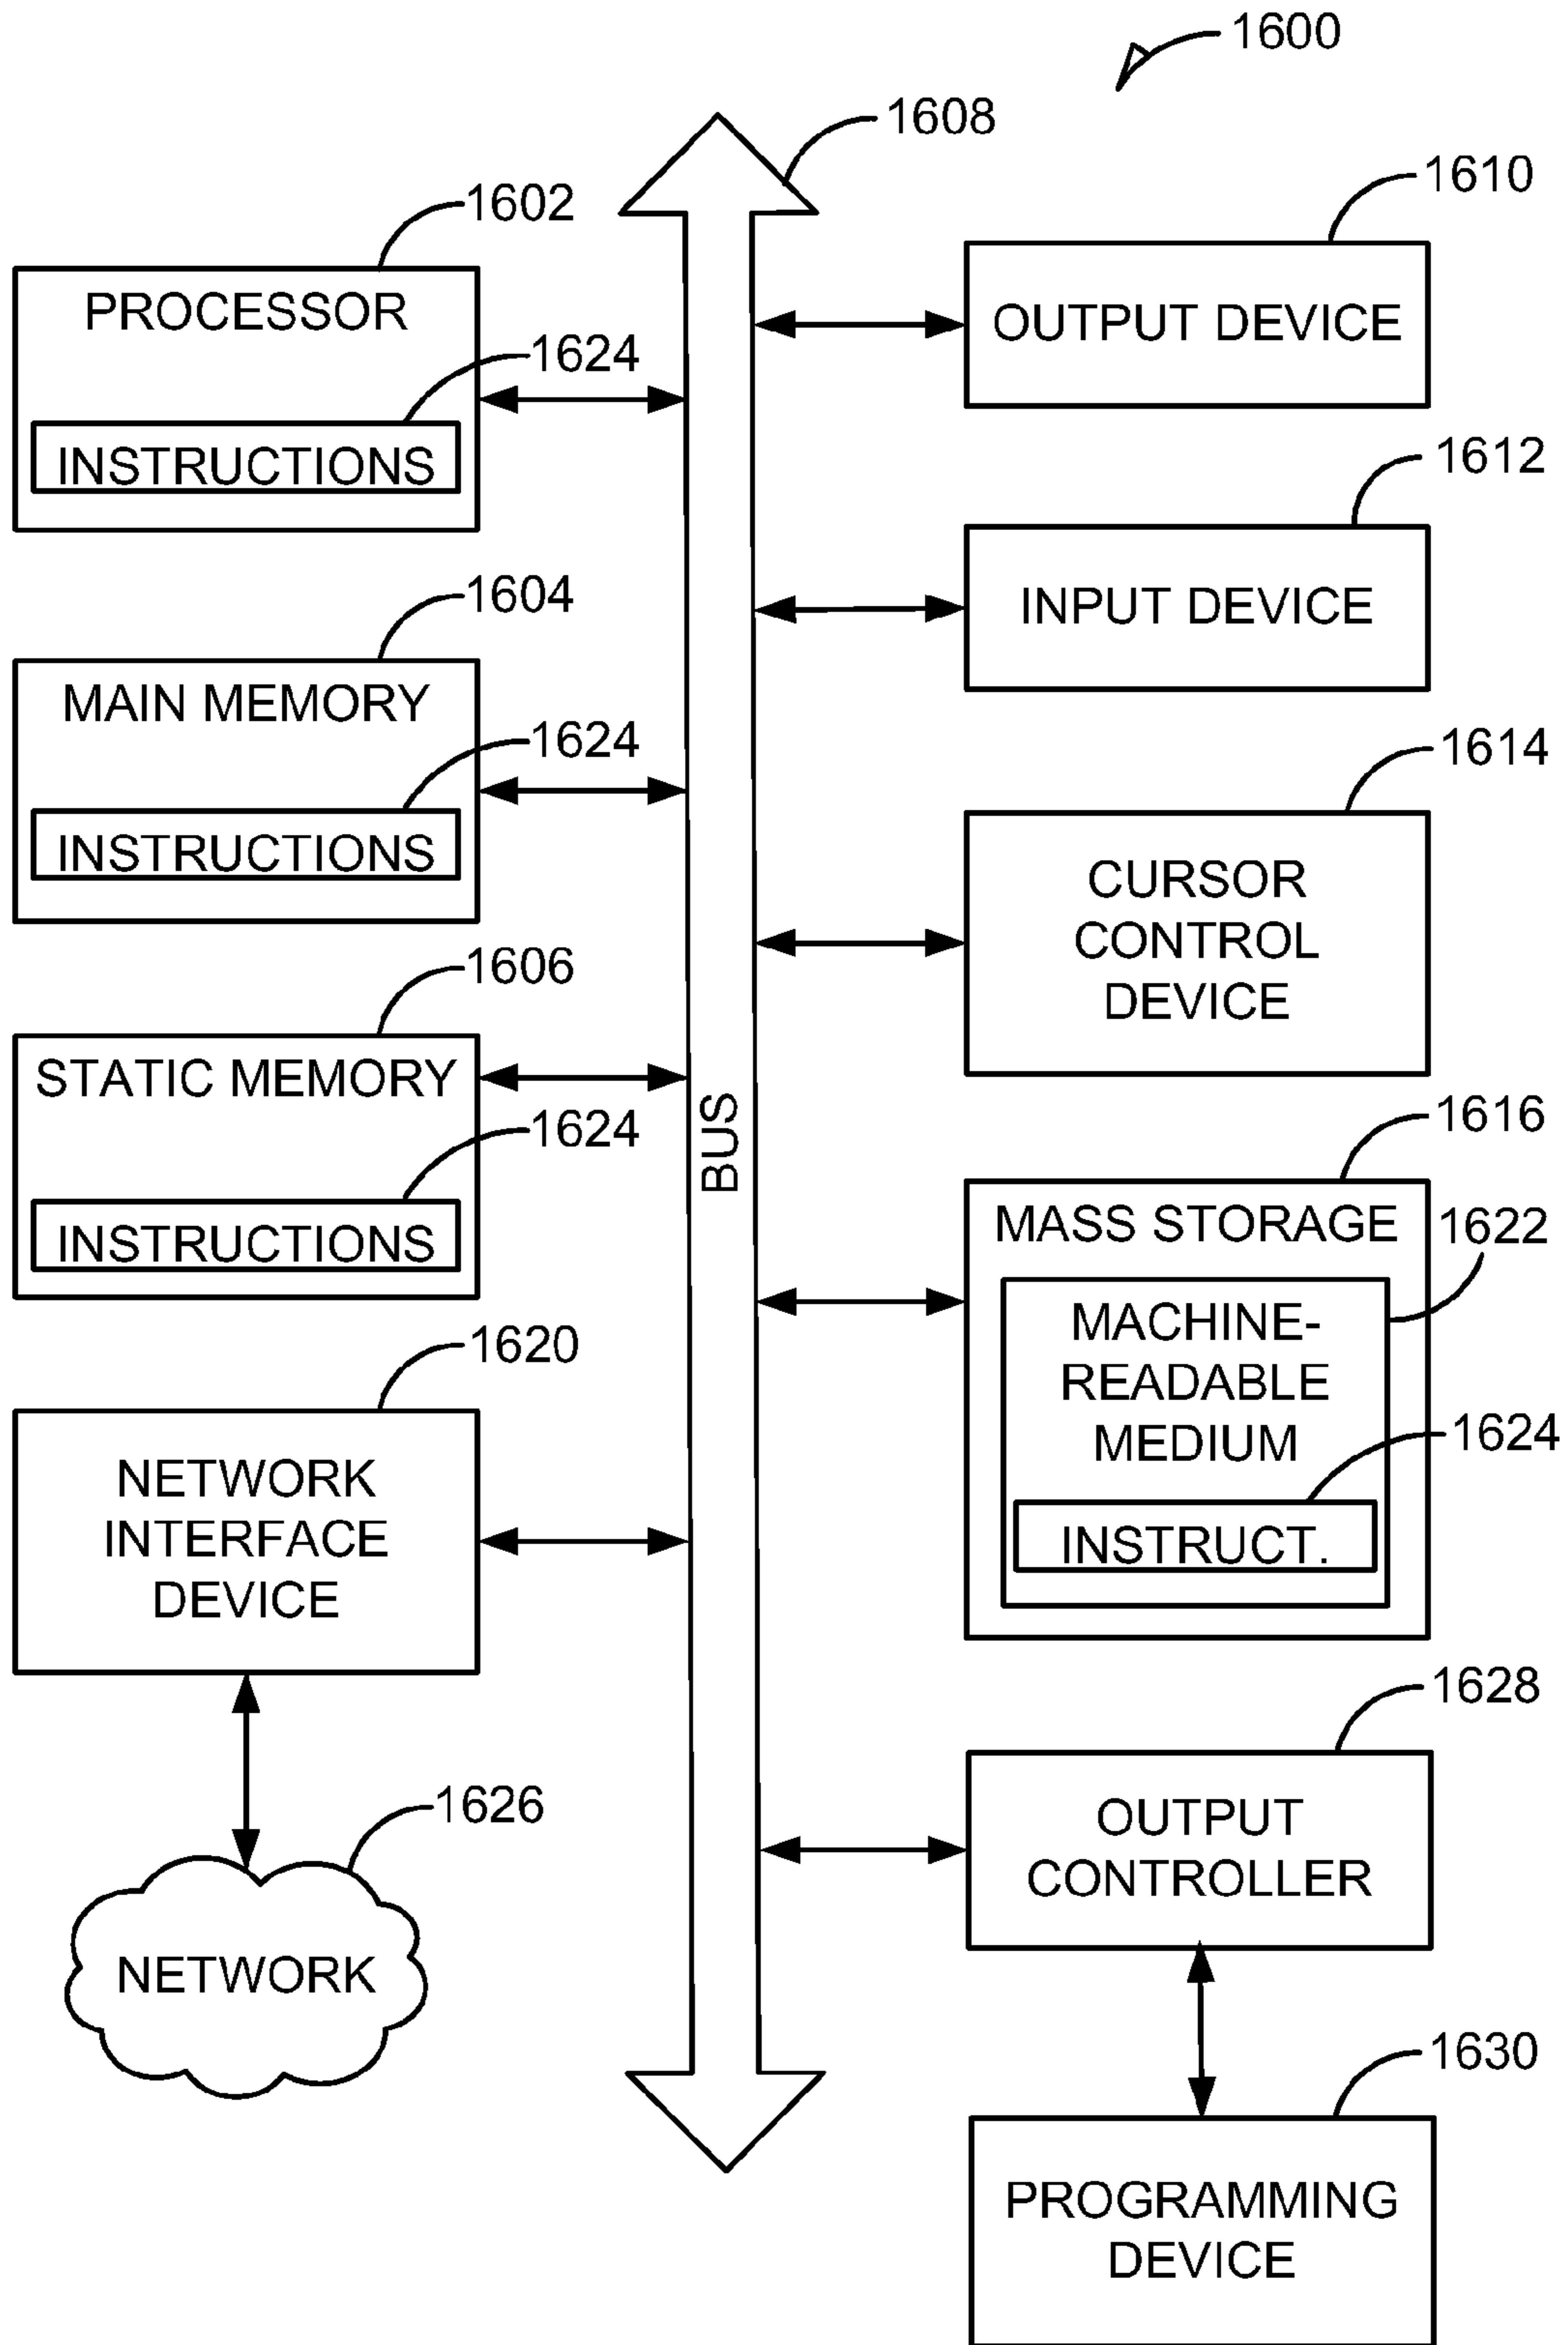 1600
1608
1602
PROCESSOR
1624
INSTRUCTIONS
1604
MAIN MEMORY
1624
INSTRUCTIONS
1606
STATIC MEMORY
1624
INSTRUCTIONS
1620
NETWORK
INTERFACE
DEVICE
1626
NETWORK
BUS
1610
OUTPUT DEVICE
1612
INPUT DEVICE
1614
CURSOR
CONTROL
DEVICE
1616
MASS STORAGE
1622
MACHINE-
READABLE
MEDIUM
1624
INSTRUCT.
1628
OUTPUT
CONTROLLER
1630
PROGRAMMING
DEVICE